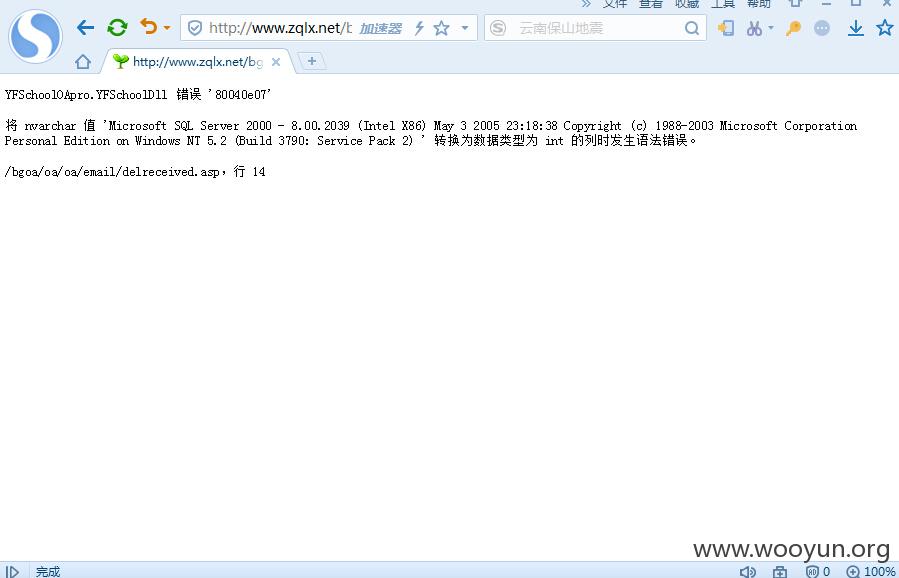 文件 查看 收藏 工具 帮助
http://www.zqlx.net/b 加速器 云南保山地震
http://www.zqlx.net/bg
YFSchoolOApro.YFSchoolDll 错误 '80040e07'
将 nvarchar 值 'Microsoft SQL Server 2000 - 8.00.2039 (Intel X86) May 3 2005 23:18:38 Copyright (c) 1988-2003 Microsoft Corporation
Personal Edition on Windows NT 5.2 (Build 3790: Service Pack 2) ' 转换为数据类型为 int 的列时发生语法错误。
/bgoa/oa/oa/email/delreceived.asp，行 14
www.wooyun.org
完成 0 100%